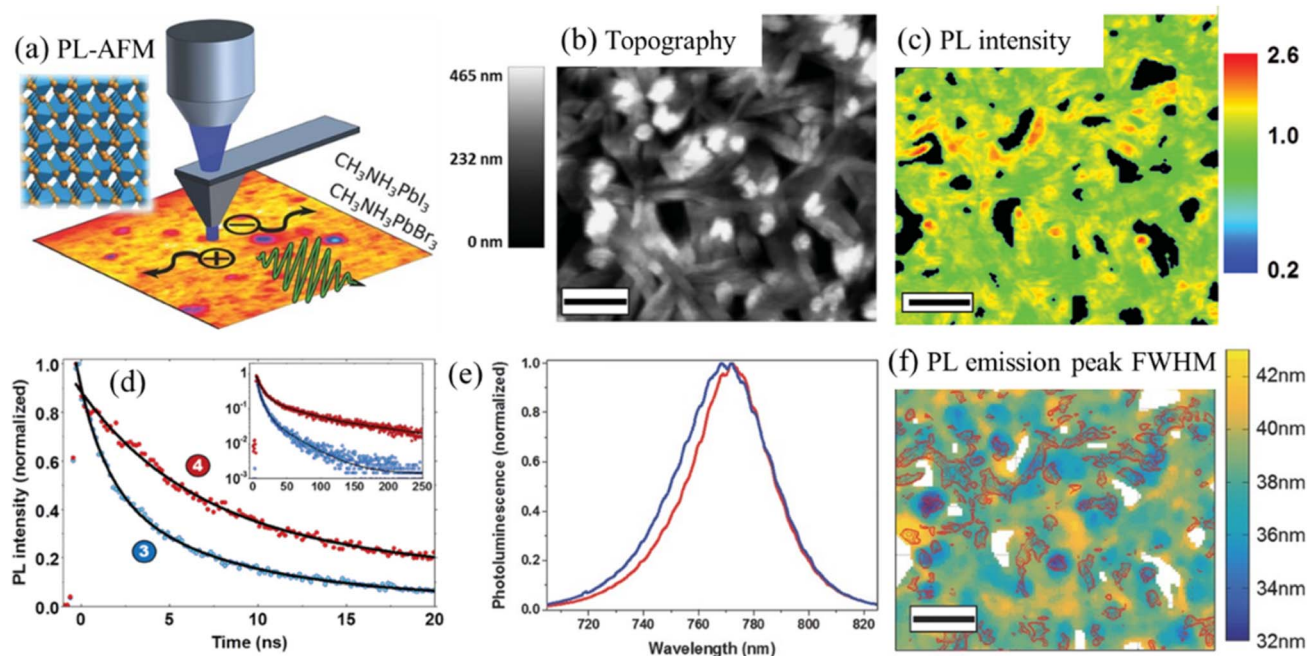 (a) PL-AFM
CH₃NH₃PbI₃
CH₃NH₃PbBr₃
−
+
(b) Topography
465 nm
232 nm
0 nm
(c) PL intensity
2.6
1.0
0.2
(d)
PL intensity (normalized)
1.0
0.8
0.6
0.4
0.2
0.0
0 5 10 15 20
Time (ns)
4
3
1
10⁻¹
10⁻²
10⁻³
0 50 100 150 200 250
(e)
Photoluminescence (normalized)
1.0
0.8
0.6
0.4
0.2
0.0
720 740 760 780 800 820
Wavelength (nm)
(f) PL emission peak FWHM
42nm
40nm
38nm
36nm
34nm
32nm